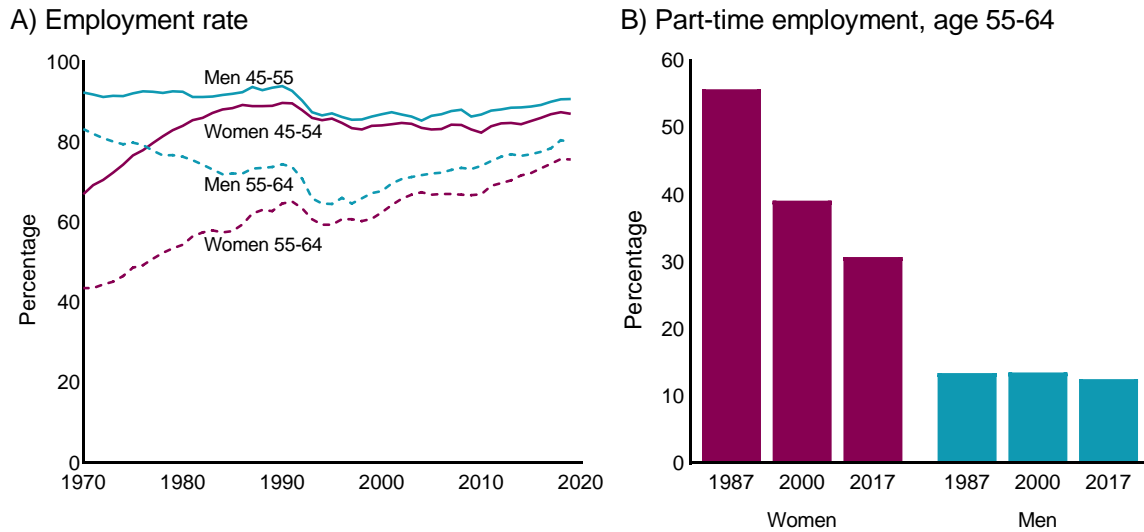 A) Employment rate
Percentage
100
80
60
40
20
0
1970 1980 1990 2000 2010 2020
Men 45-55
Women 45-54
Men 55-64
Women 55-64
B) Part-time employment, age 55-64
Percentage
60
50
40
30
20
10
0
1987 2000 2017 1987 2000 2017
Women Men